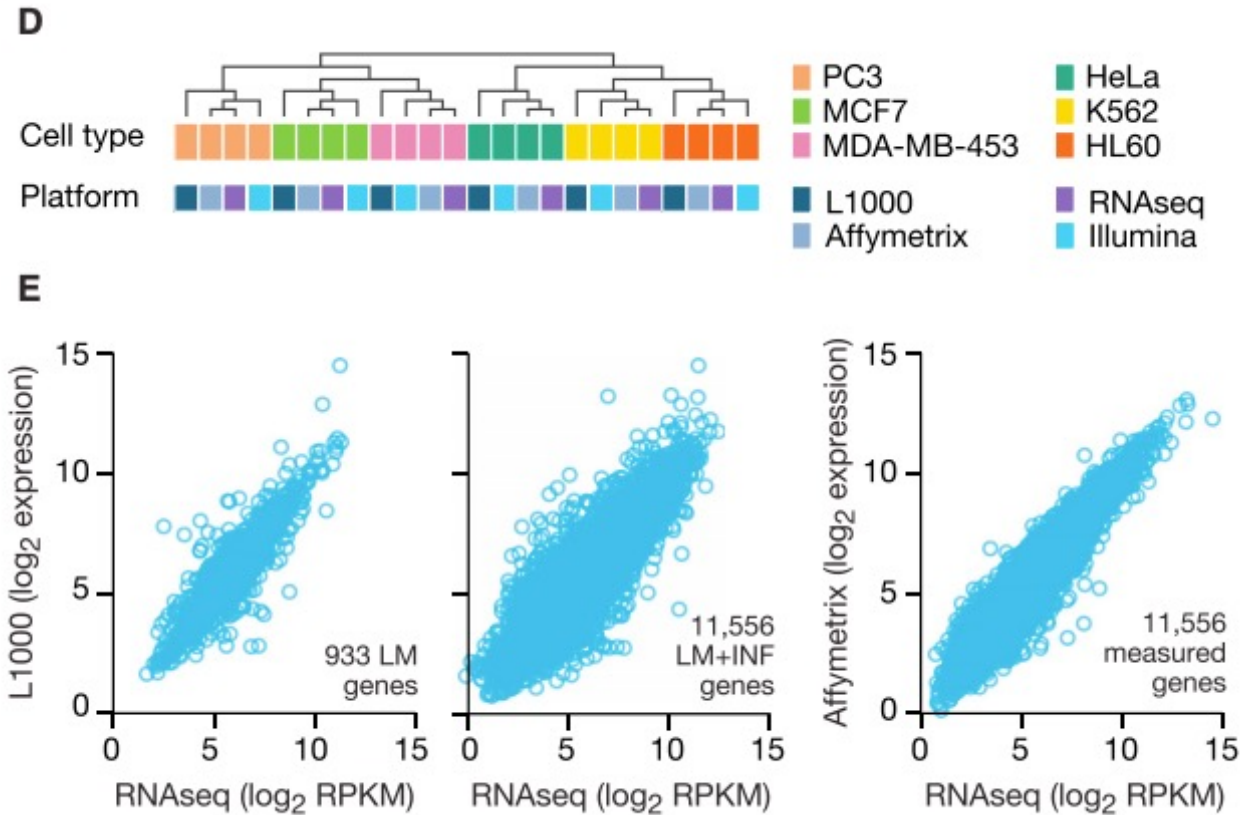 D
Cell type
Platform
PC3
MCF7
MDA-MB-453
HeLa
K562
HL60
L1000
Affymetrix
RNAseq
Illumina
E
L1000 (log2 expression)
15
10
5
0
933 LM
genes
0 5 10 15
RNAseq (log2 RPKM)
11,556
LM+INF
genes
0 5 10 15
RNAseq (log2 RPKM)
Affymetrix (log2 expression)
15
10
5
0
11,556
measured
genes
0 5 10 15
RNAseq (log2 RPKM)